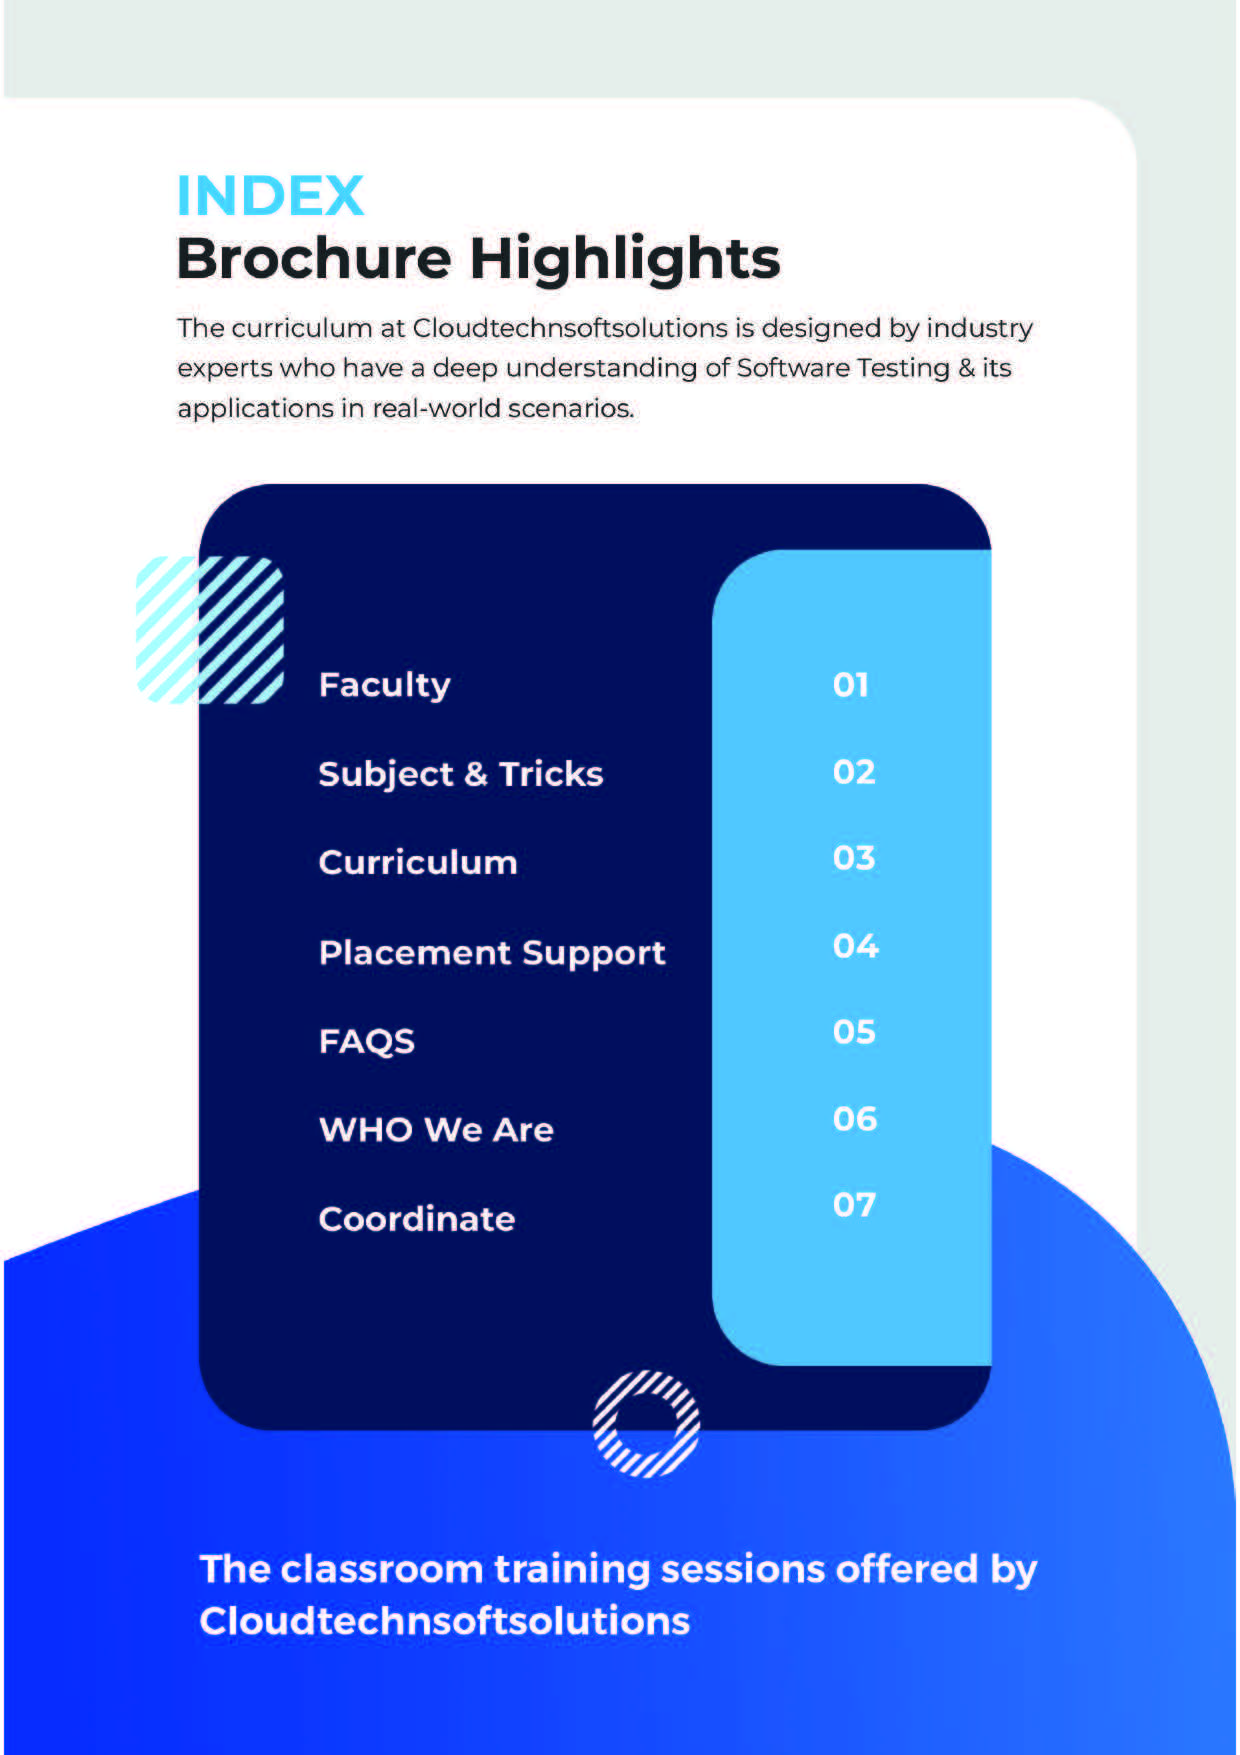 INDEX
Brochure Highlights
The curriculum at Cloudtechnsoftsolutions is designed by industry
experts who have a deep understanding of Software Testing & its
applications in real-world scenarios.
Faculty 01
Subject & Tricks 02
Curriculum 03
Placement Support 04
FAQS 05
WHO We Are 06
Coordinate 07
The classroom training sessions offered by
Cloudtechnsoftsolutions